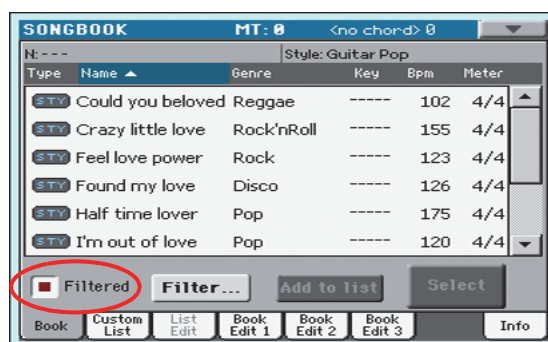 SONGBOOK MT: 0 <no chord> 0
N: --- Style: Guitar Pop
Type Name Genre Key Bpm Meter
STY Could you beloved Reggae ----- 102 4/4
STY Crazy little love Rock'nRoll ----- 155 4/4
STY Feel love power Rock ----- 123 4/4
STY Found my love Disco ----- 126 4/4
STY Half time lover Pop ----- 175 4/4
STY I'm out of love Pop ----- 120 4/4
Filtered Filter... Add to list Select
Book Custom List List Edit Book Edit 1 Book Edit 2 Book Edit 3 Info